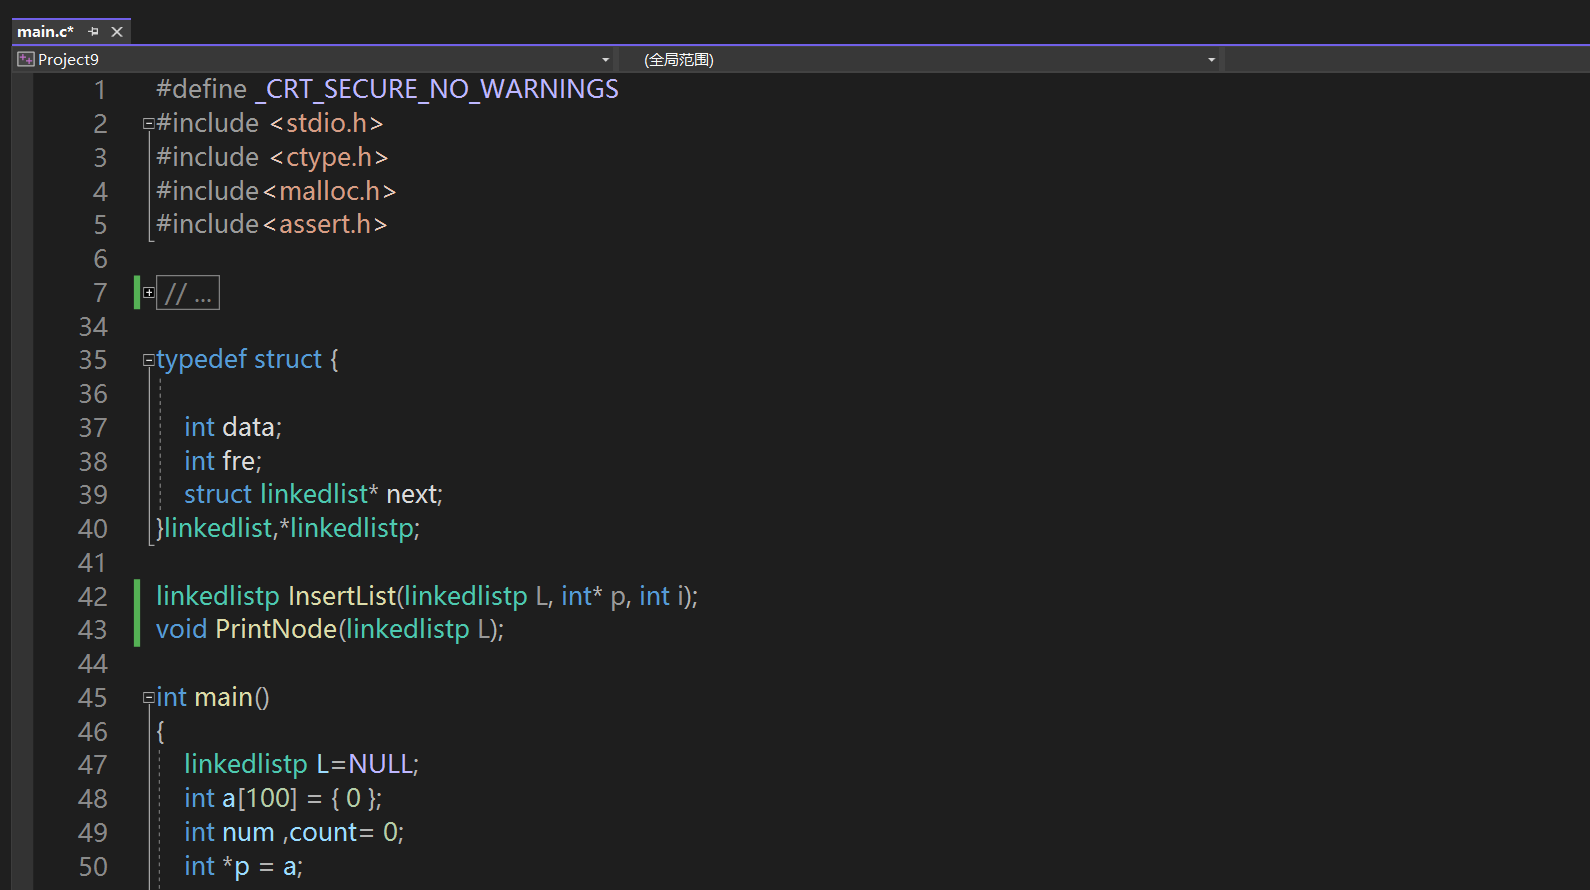 main.c*
Project9 (全局范围)
1 #define _CRT_SECURE_NO_WARNINGS
2 #include <stdio.h>
3 #include <ctype.h>
4 #include<malloc.h>
5 #include<assert.h>
6
7 // ...
34
35 typedef struct {
36
37 int data;
38 int fre;
39 struct linkedlist* next;
40 }linkedlist,*linkedlistp;
41
42 linkedlistp InsertList(linkedlistp L, int* p, int i);
43 void PrintNode(linkedlistp L);
44
45 int main()
46 {
47 linkedlistp L=NULL;
48 int a[100] = { 0 };
49 int num ,count= 0;
50 int *p = a;